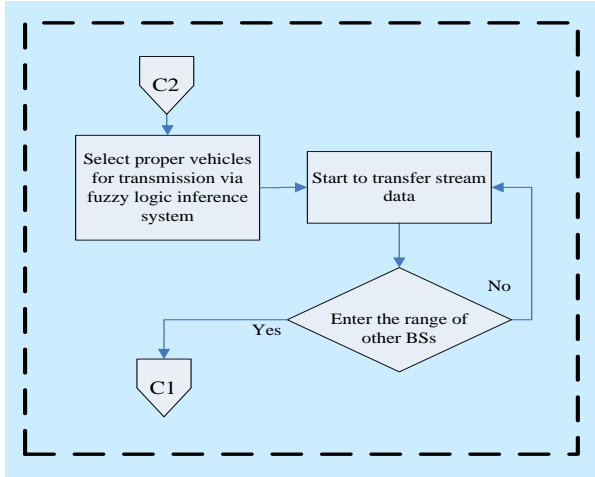 C2
Select proper vehicles
for transmission via
fuzzy logic inference
system
Start to transfer stream
data
No
Enter the range of
other BSs
Yes
C1